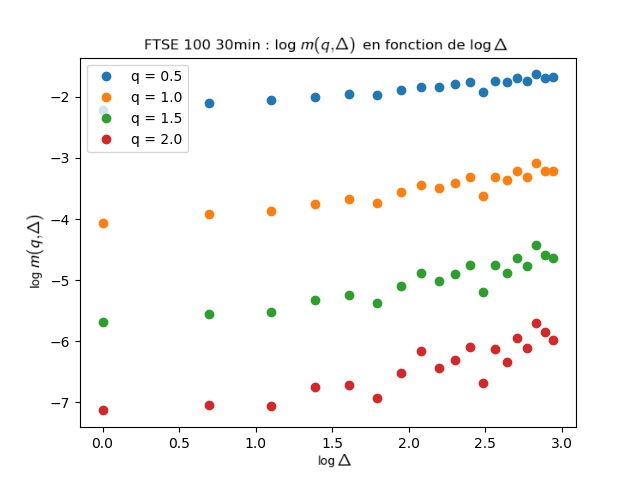 FTSE 100 30min : log m(q,Δ) en fonction de log Δ
q = 0.5
q = 1.0
q = 1.5
q = 2.0
log m(q,Δ)
−2
−3
−4
−5
−6
−7
0.0 0.5 1.0 1.5 2.0 2.5 3.0
log Δ